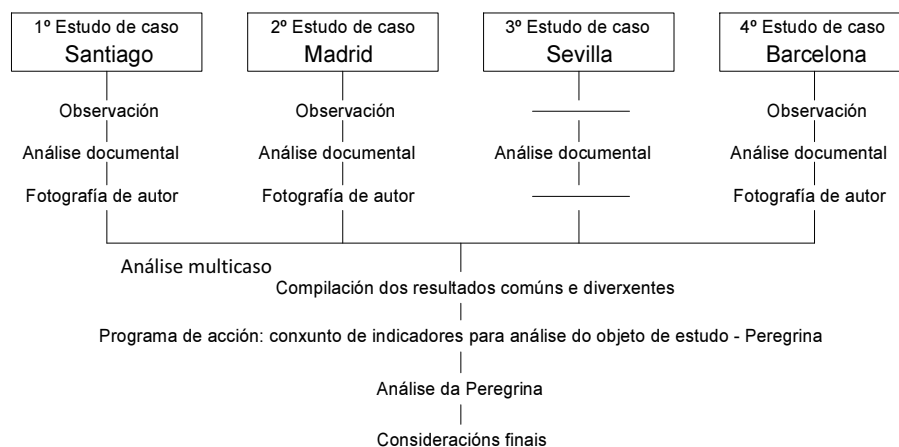 1º Estudo de caso
Santiago
2º Estudo de caso
Madrid
3º Estudo de caso
Sevilla
4º Estudo de caso
Barcelona
Observación
Observación
Observación
Análise documental
Análise documental
Análise documental
Análise documental
Fotografía de autor
Fotografía de autor
Fotografía de autor
Análise multicaso
Compilación dos resultados comúns e diverxentes
Programa de acción: conxunto de indicadores para análise do objeto de estudo - Peregrina
Análise da Peregrina
Consideracións finais